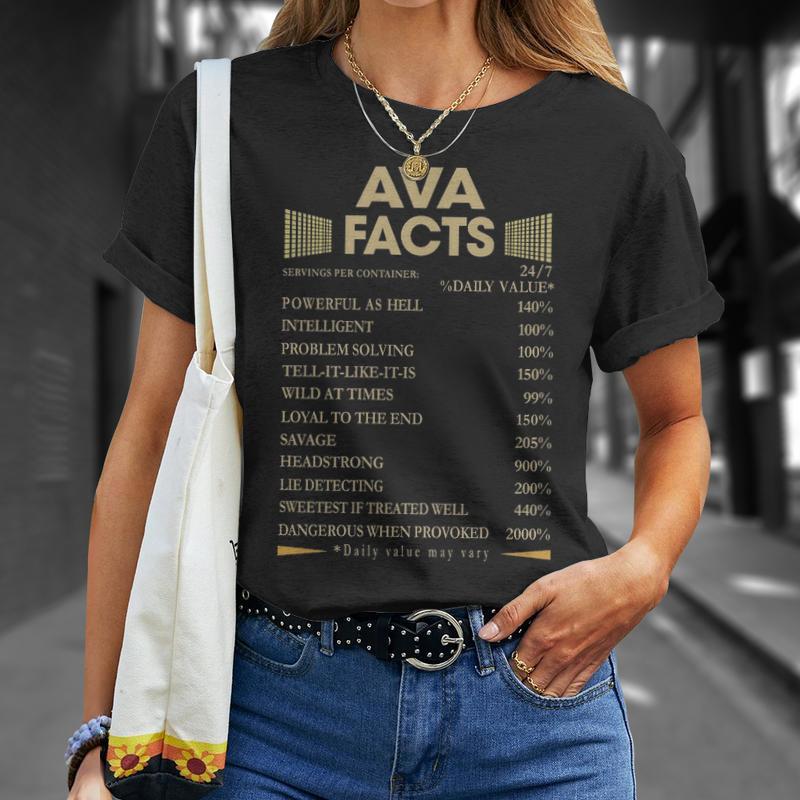 AVA
FACTS
SERVINGS PER CONTAINER: 24/7
%DAILY VALUE*
POWERFUL AS HELL 140%
INTELLIGENT 100%
PROBLEM SOLVING 100%
TELL-IT-LIKE-IT-IS 150%
WILD AT TIMES 99%
LOYAL TO THE END 150%
SAVAGE 205%
HEADSTRONG 900%
LIE DETECTING 200%
SWEETEST IF TREATED WELL 440%
DANGEROUS WHEN PROVOKED 2000%
*Daily value may vary